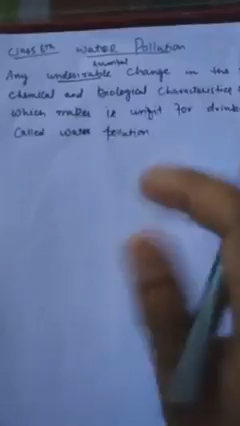 Class 8th Water Pollution
Any undesirable change in the
chemical and biological characteristics
which makes it unfit for drink
Called water pollution